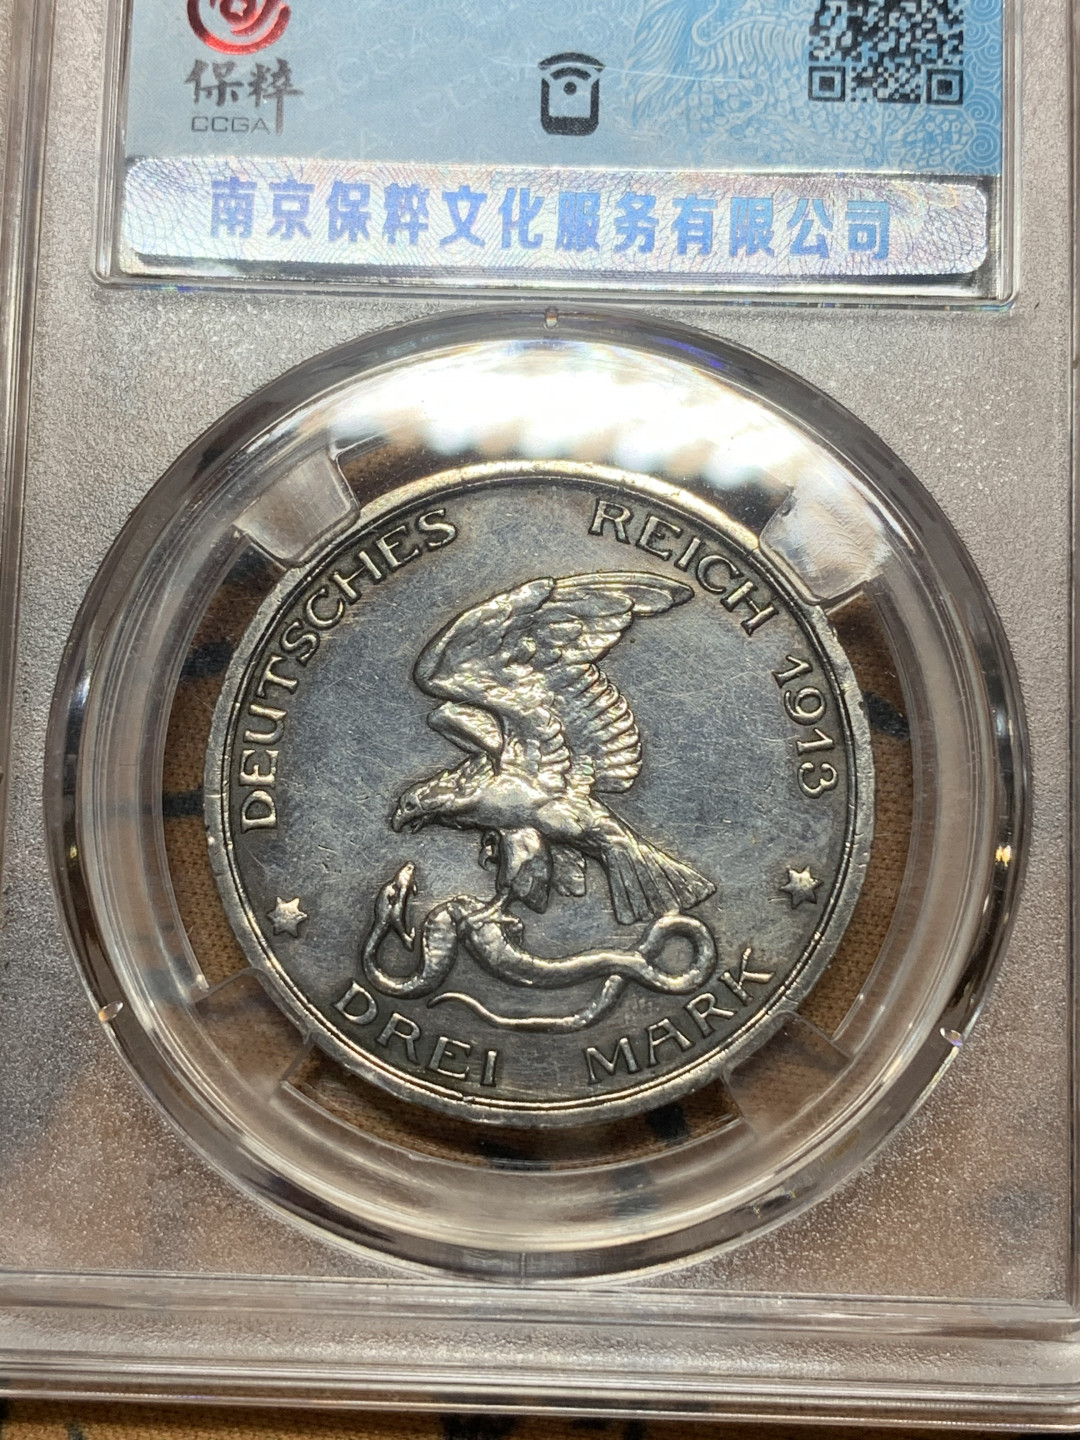 保粹
CCGA
南京保粹文化服务有限公司
DEUTSCHES REICH 1913
DREI MARK